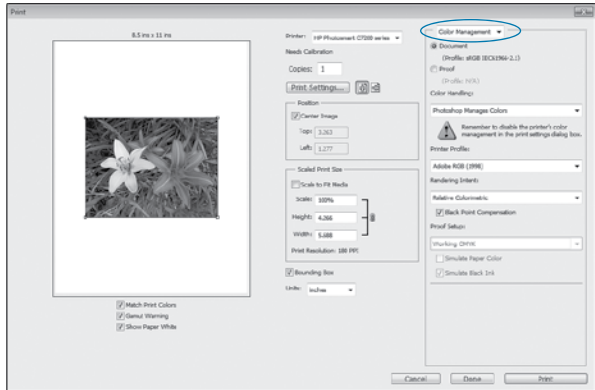 Print
8.5 ins x 11 ins
Match Print Colors
Gamut Warning
Show Paper White
Printer: HP Photosmart C7200 series
Needs Calibration
Copies: 1
Print Settings...
Position
Center Image
Top: 3.363
Left: 1.277
Scaled Print Size
Scale to Fit Media
Scale: 100%
Height: 4.266
Width: 5.688
Print Resolution: 180 PPI
Bounding Box
Units: inches
Color Management
Document
(Profile: sRGB IEC61966-2.1)
Proof
(Profile: N/A)
Color Handling:
Photoshop Manages Colors
Remember to disable the printer's color
management in the print settings dialog box.
Printer Profile:
Adobe RGB (1998)
Rendering Intent:
Relative Colorimetric
Black Point Compensation
Proof Setup:
Working CMYK
Simulate Paper Color
Simulate Black Ink
Cancel
Done
Print